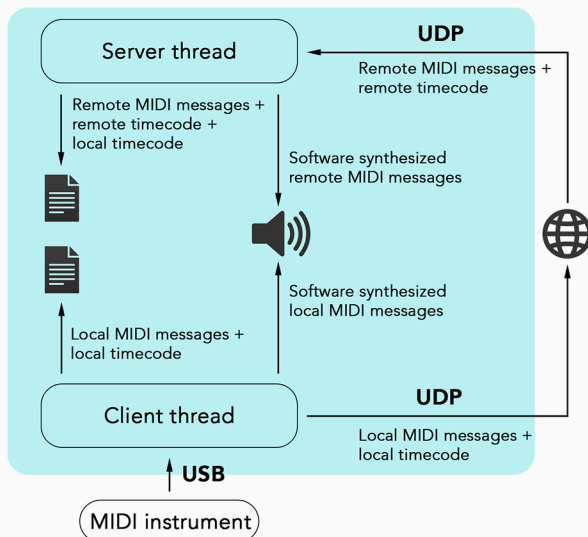 Server thread
UDP
Remote MIDI messages +
remote timecode
Remote MIDI messages +
remote timecode +
local timecode
Software synthesized
remote MIDI messages
Software synthesized
local MIDI messages
Local MIDI messages +
local timecode
Client thread
UDP
Local MIDI messages +
local timecode
USB
MIDI instrument